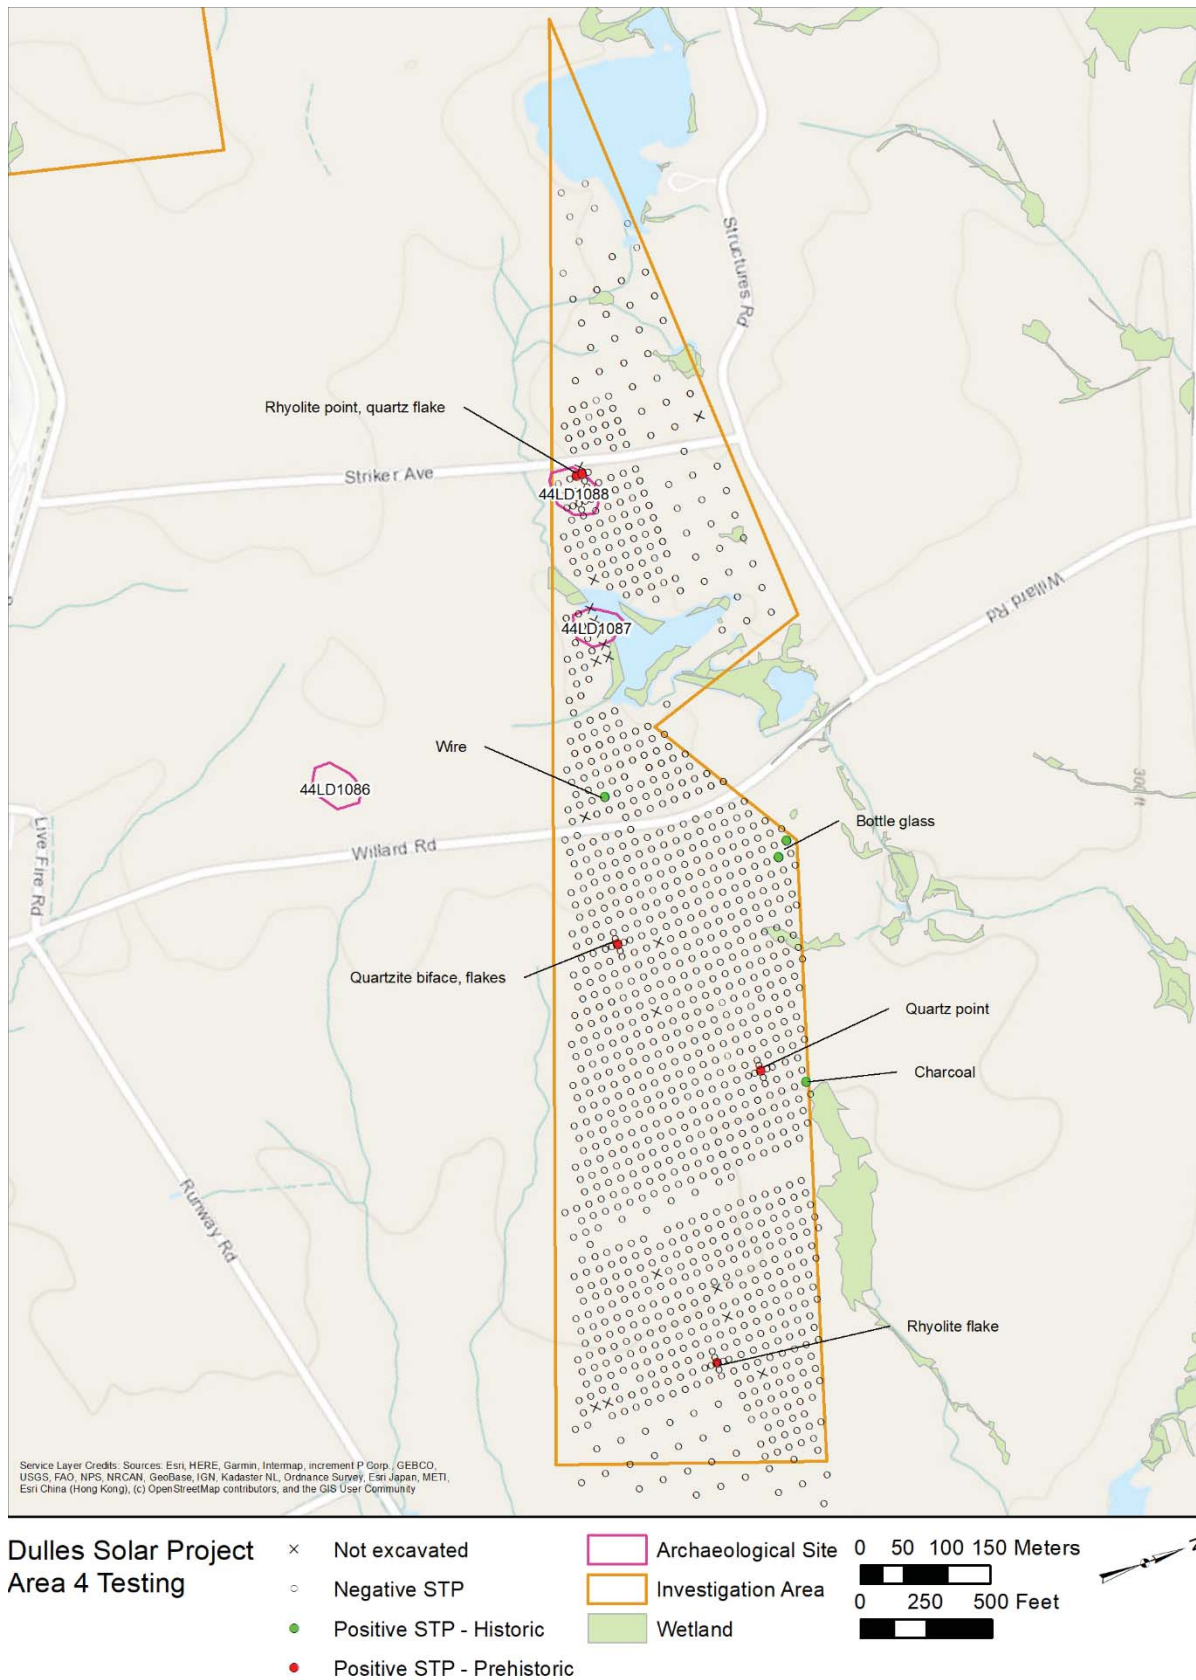 Structures Rd
Rhyolite point, quartz flake
Striker Ave
44LD1088
Willard Rd
44LD1087
Wire
300 ft
44LD1086
Bottle glass
Live Fire Rd
Willard Rd
Quartzite biface, flakes
Quartz point
Charcoal
Runway Rd
Rhyolite flake
Service Layer Credits: Sources: Esri, HERE, Garmin, Intermap, increment P Corp., GEBCO,
USGS, FAO, NPS, NRCAN, GeoBase, IGN, Kadaster NL, Ordnance Survey, Esri Japan, METI,
Esri China (Hong Kong), (c) OpenStreetMap contributors, and the GIS User Community
Dulles Solar Project
Area 4 Testing
Not excavated
Negative STP
Positive STP - Historic
Positive STP - Prehistoric
Archaeological Site
Investigation Area
Wetland
0 50 100 150 Meters
0 250 500 Feet